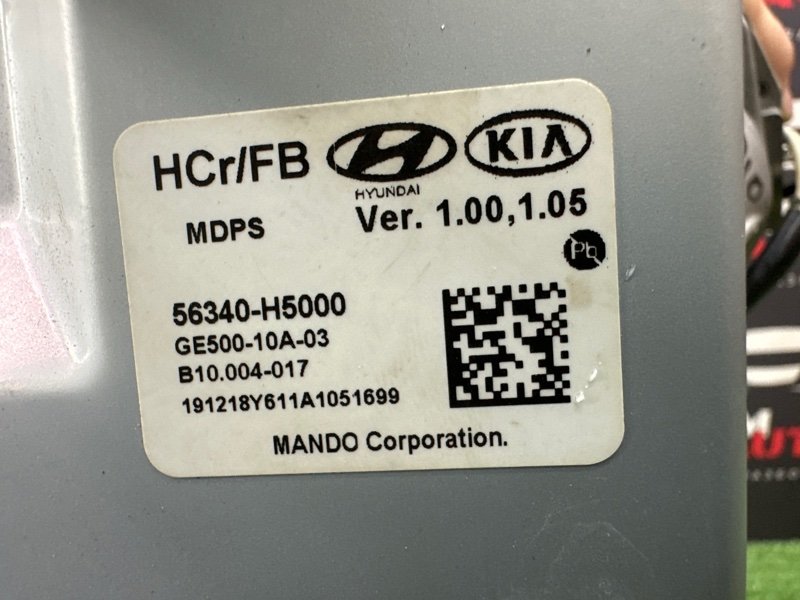 HCr/FB HYUNDAI KIA
MDPS Ver. 1.00,1.05
Pb
56340-H5000
GE500-10A-03
B10.004-017
191218Y611A1051699
MANDO Corporation.